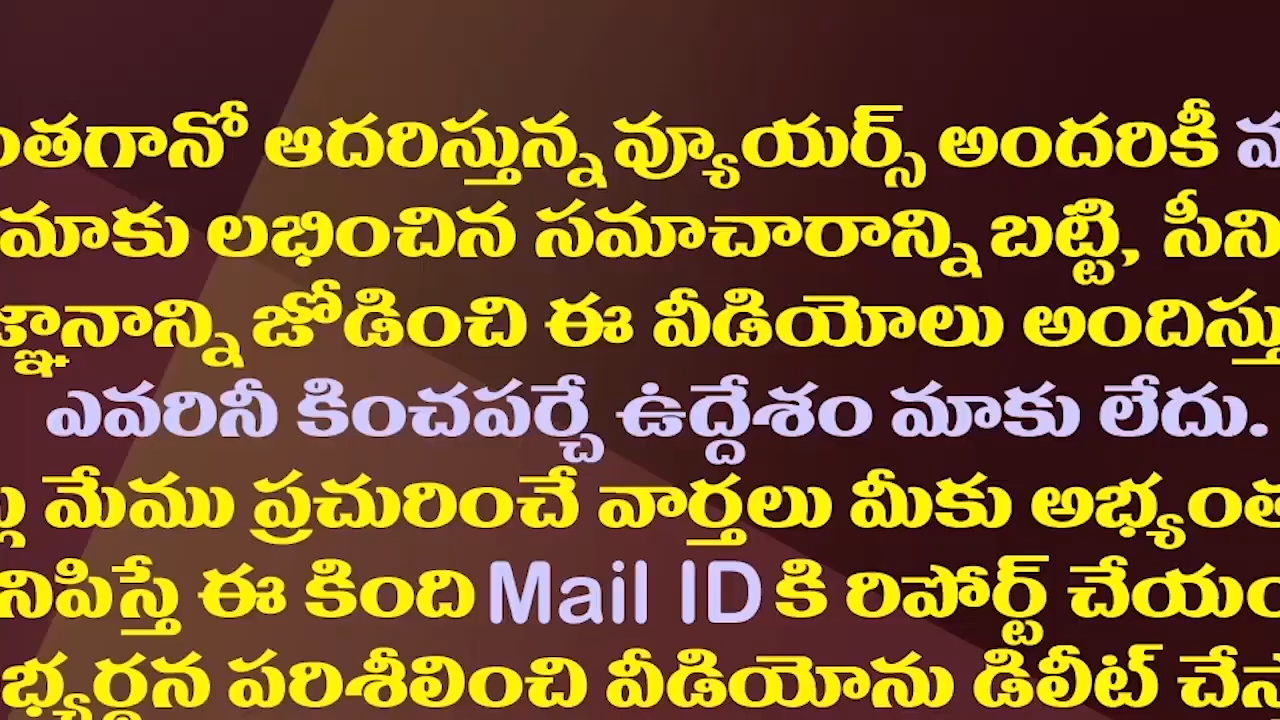 ఆదరిస్తున్న వ్యూయర్స్ అందరికీ
మాకు లభించిన సమాచారాన్ని బట్టి,
జోడించి ఈ వీడియోలు
ఎవరినీ కించపర్చే ఉద్దేశం మాకు లేదు.
మేము ప్రచురించే వార్తలు మీకు
ఈ కింది Mail ID కి రిపోర్ట్
పరిశీలించి వీడియోను డిలీట్